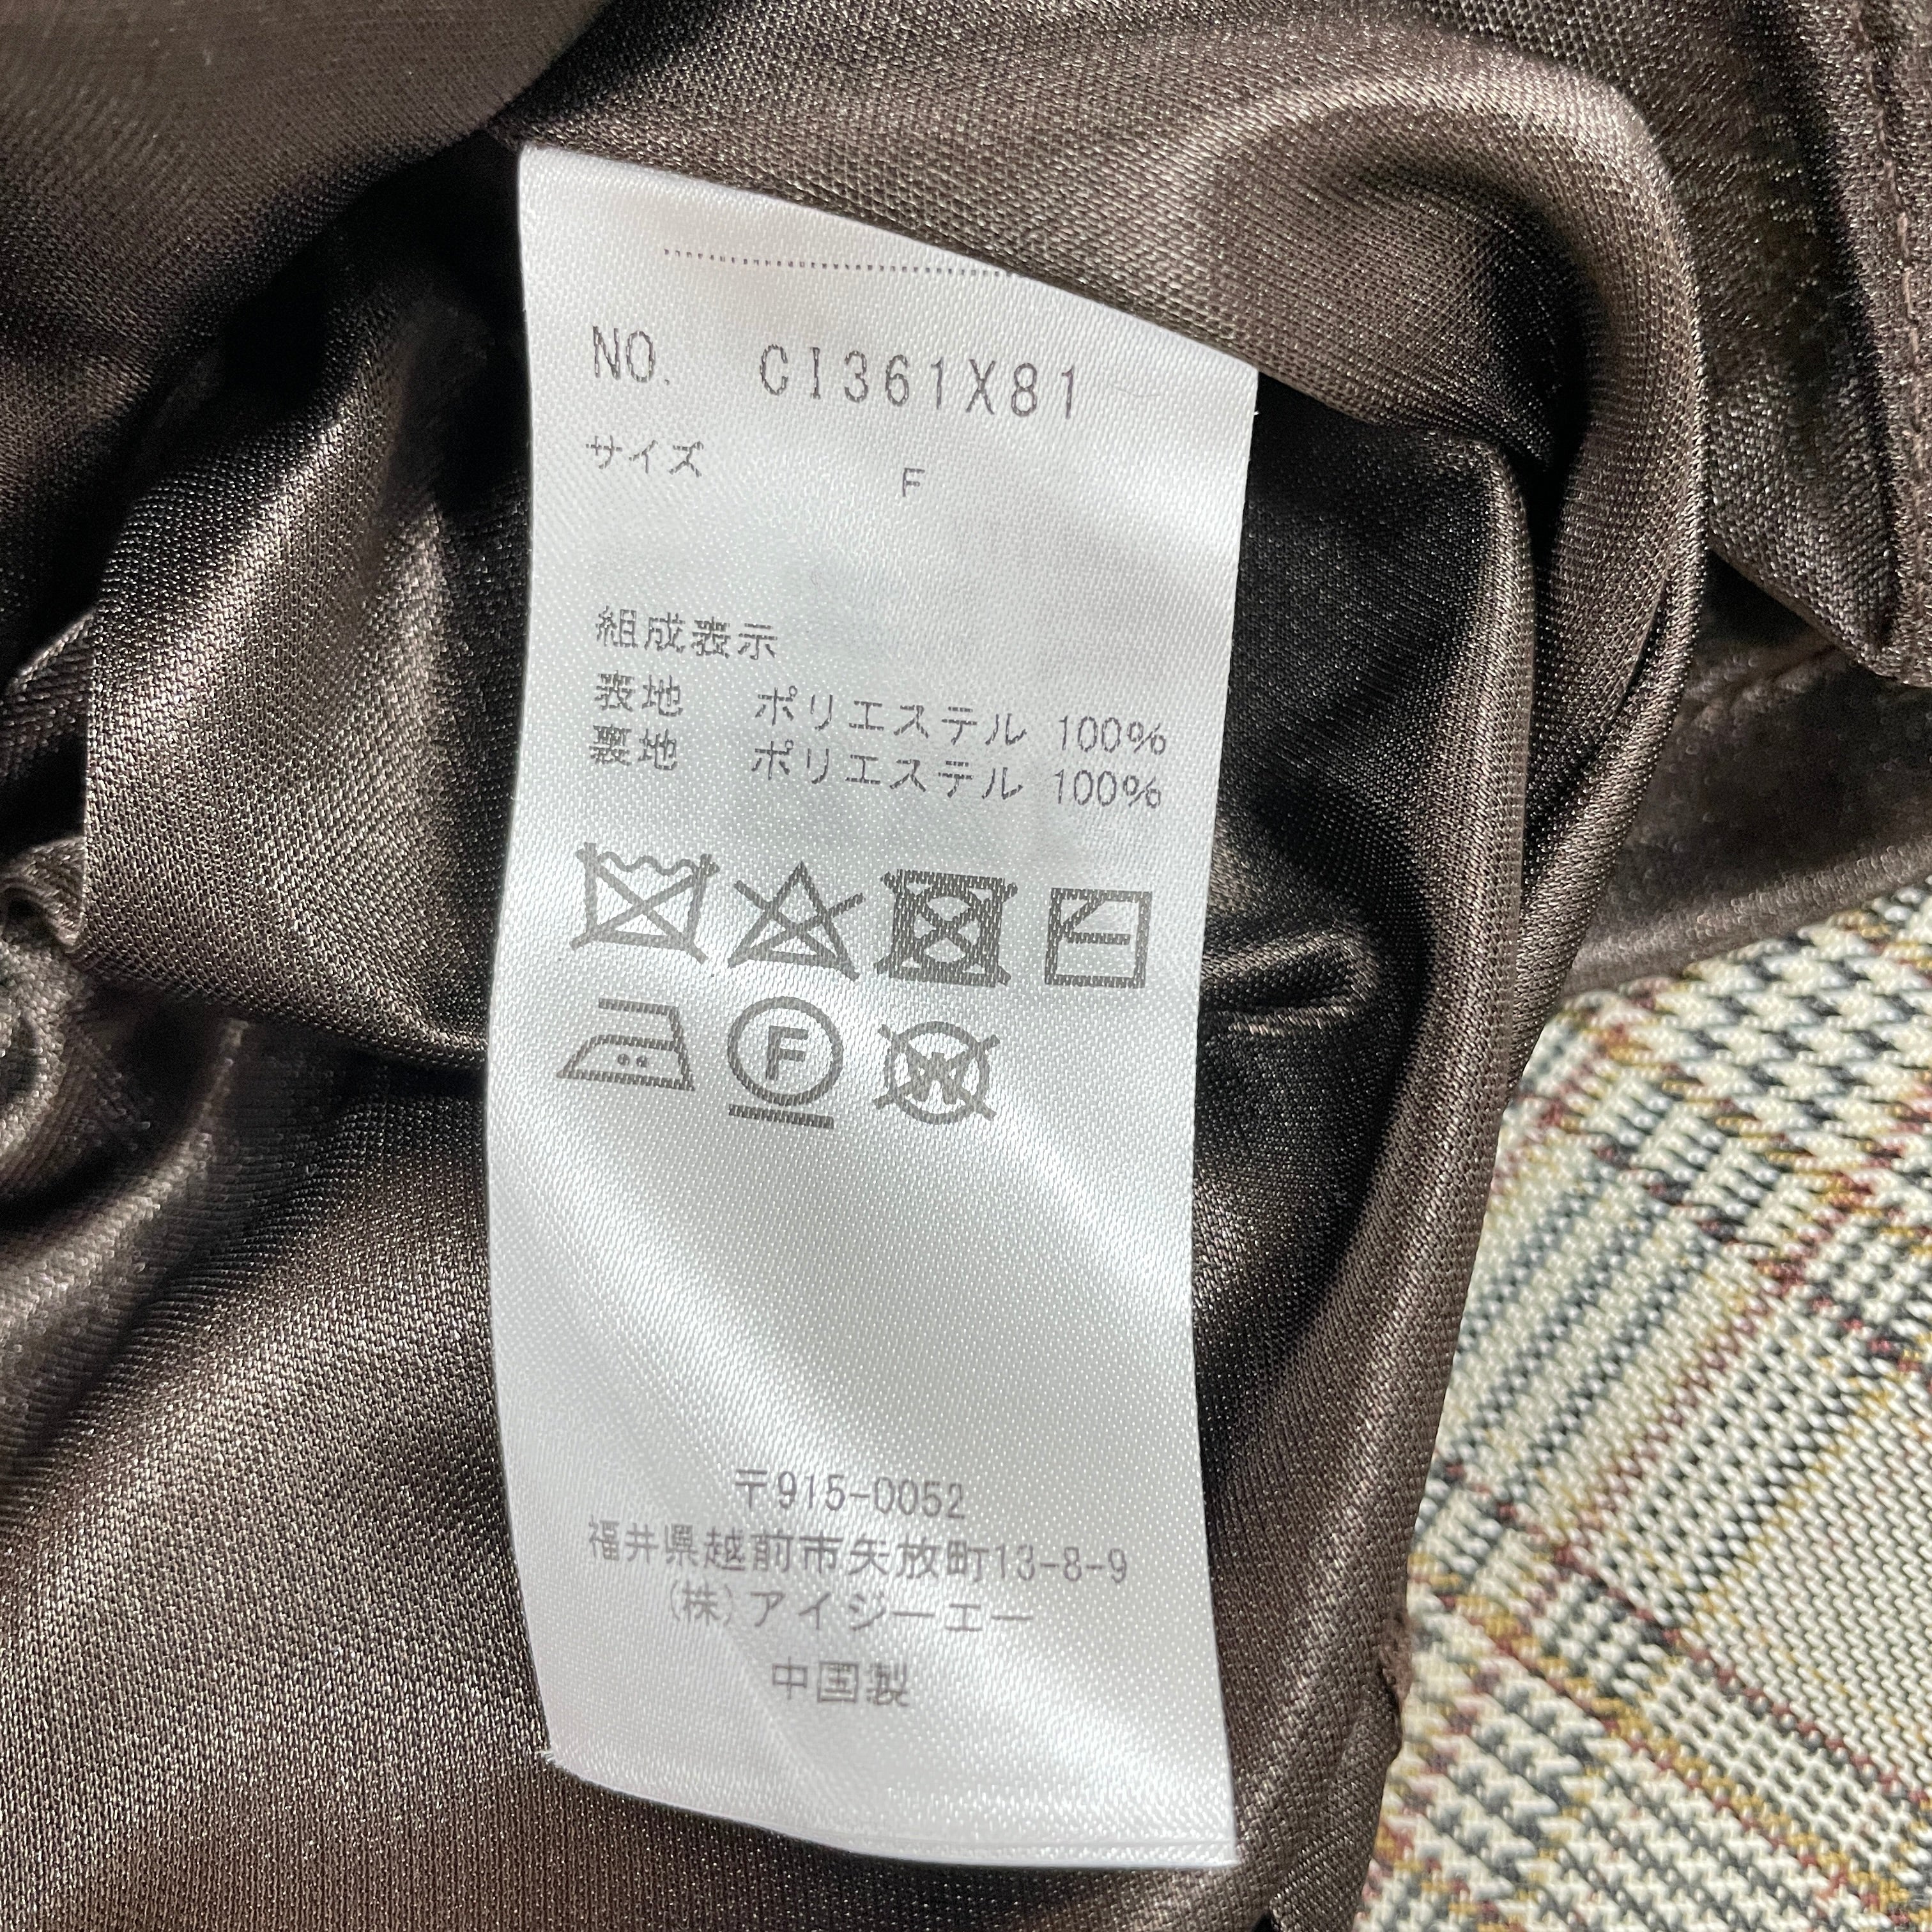 NO. CI361X81
サイズ F
組成表示
表地 ポリエステル 100%
裏地 ポリエステル 100%
F
W
〒915-0052
福井県越前市矢放町13-8-9
(株)アイジーエー
中国製